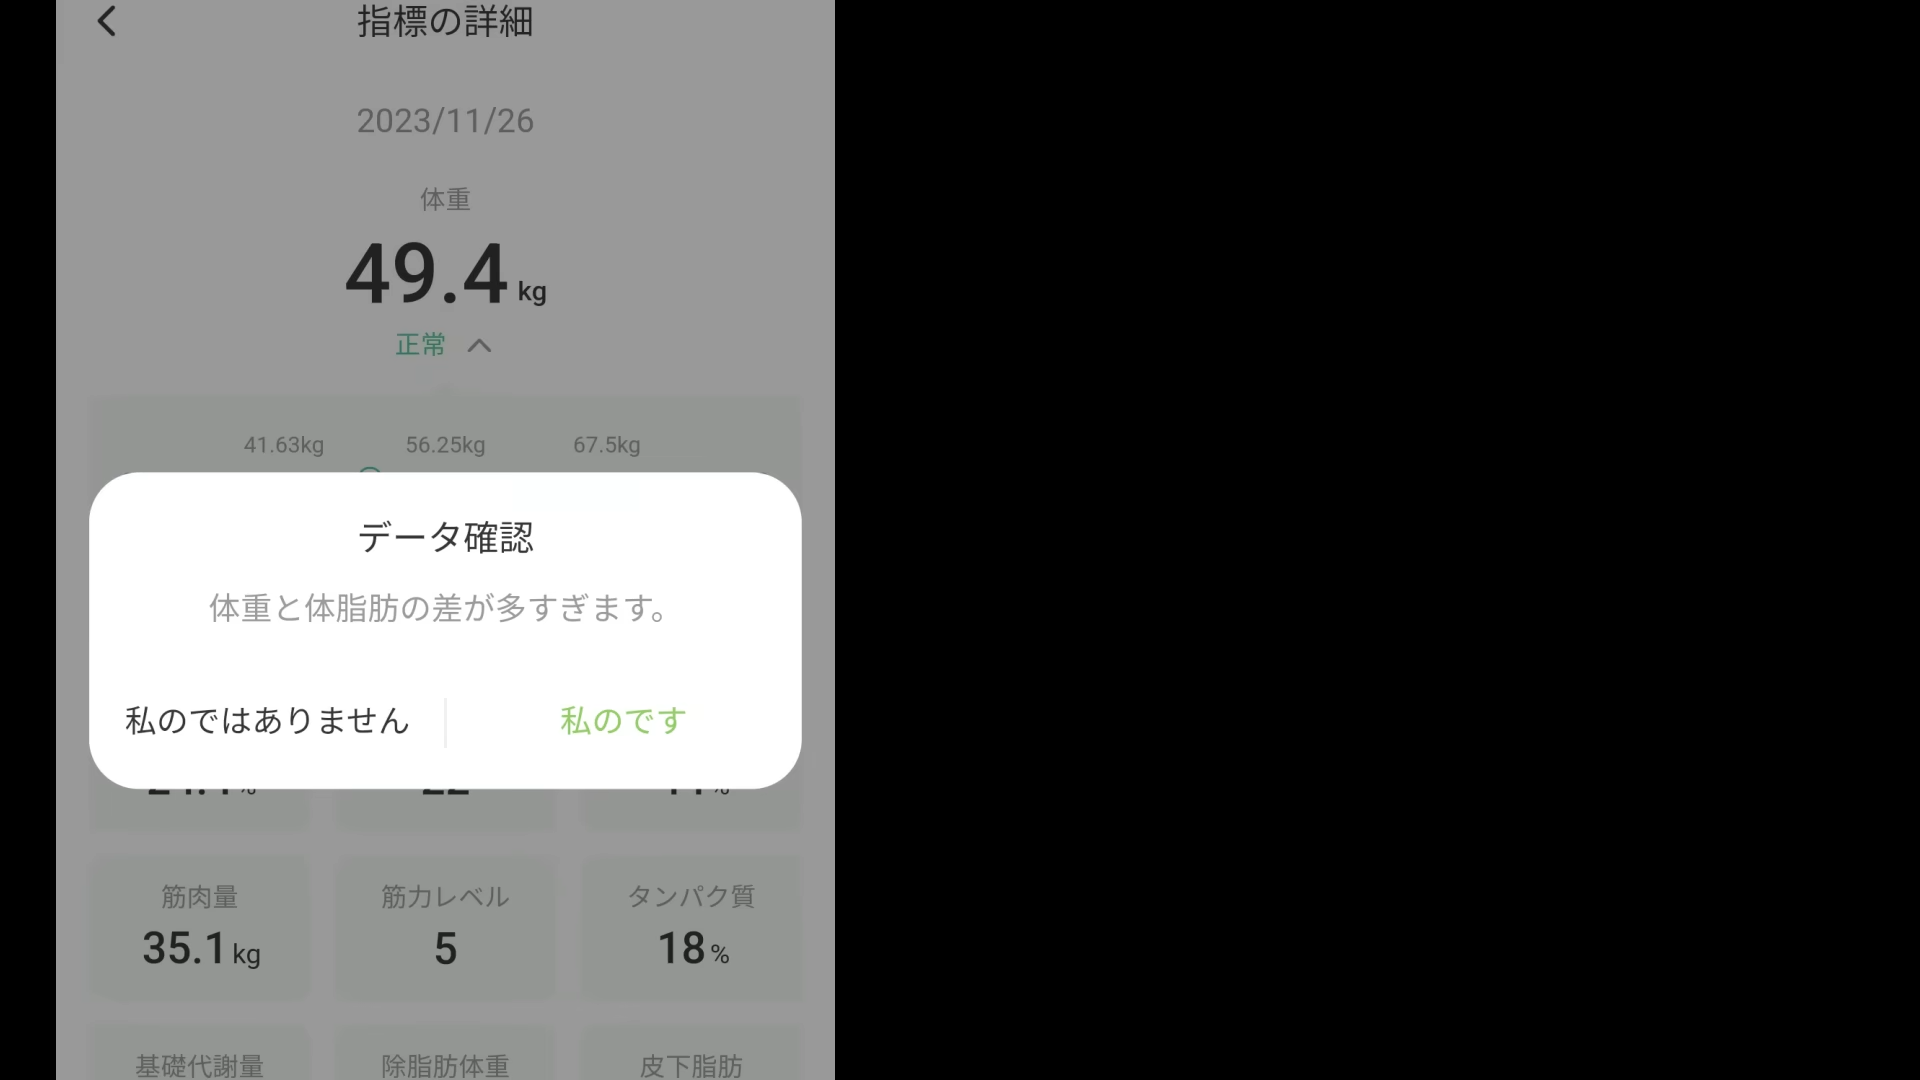 指標の詳細
2023/11/26
体重
49.4 kg
正常
41.63kg 56.25kg 67.5kg
データ確認
体重と体脂肪の差が多すぎます。
私のではありません 私のです
筋肉量 筋力レベル タンパク質
35.1 kg 5 18 %
基礎代謝量 除脂肪体重 皮下脂肪